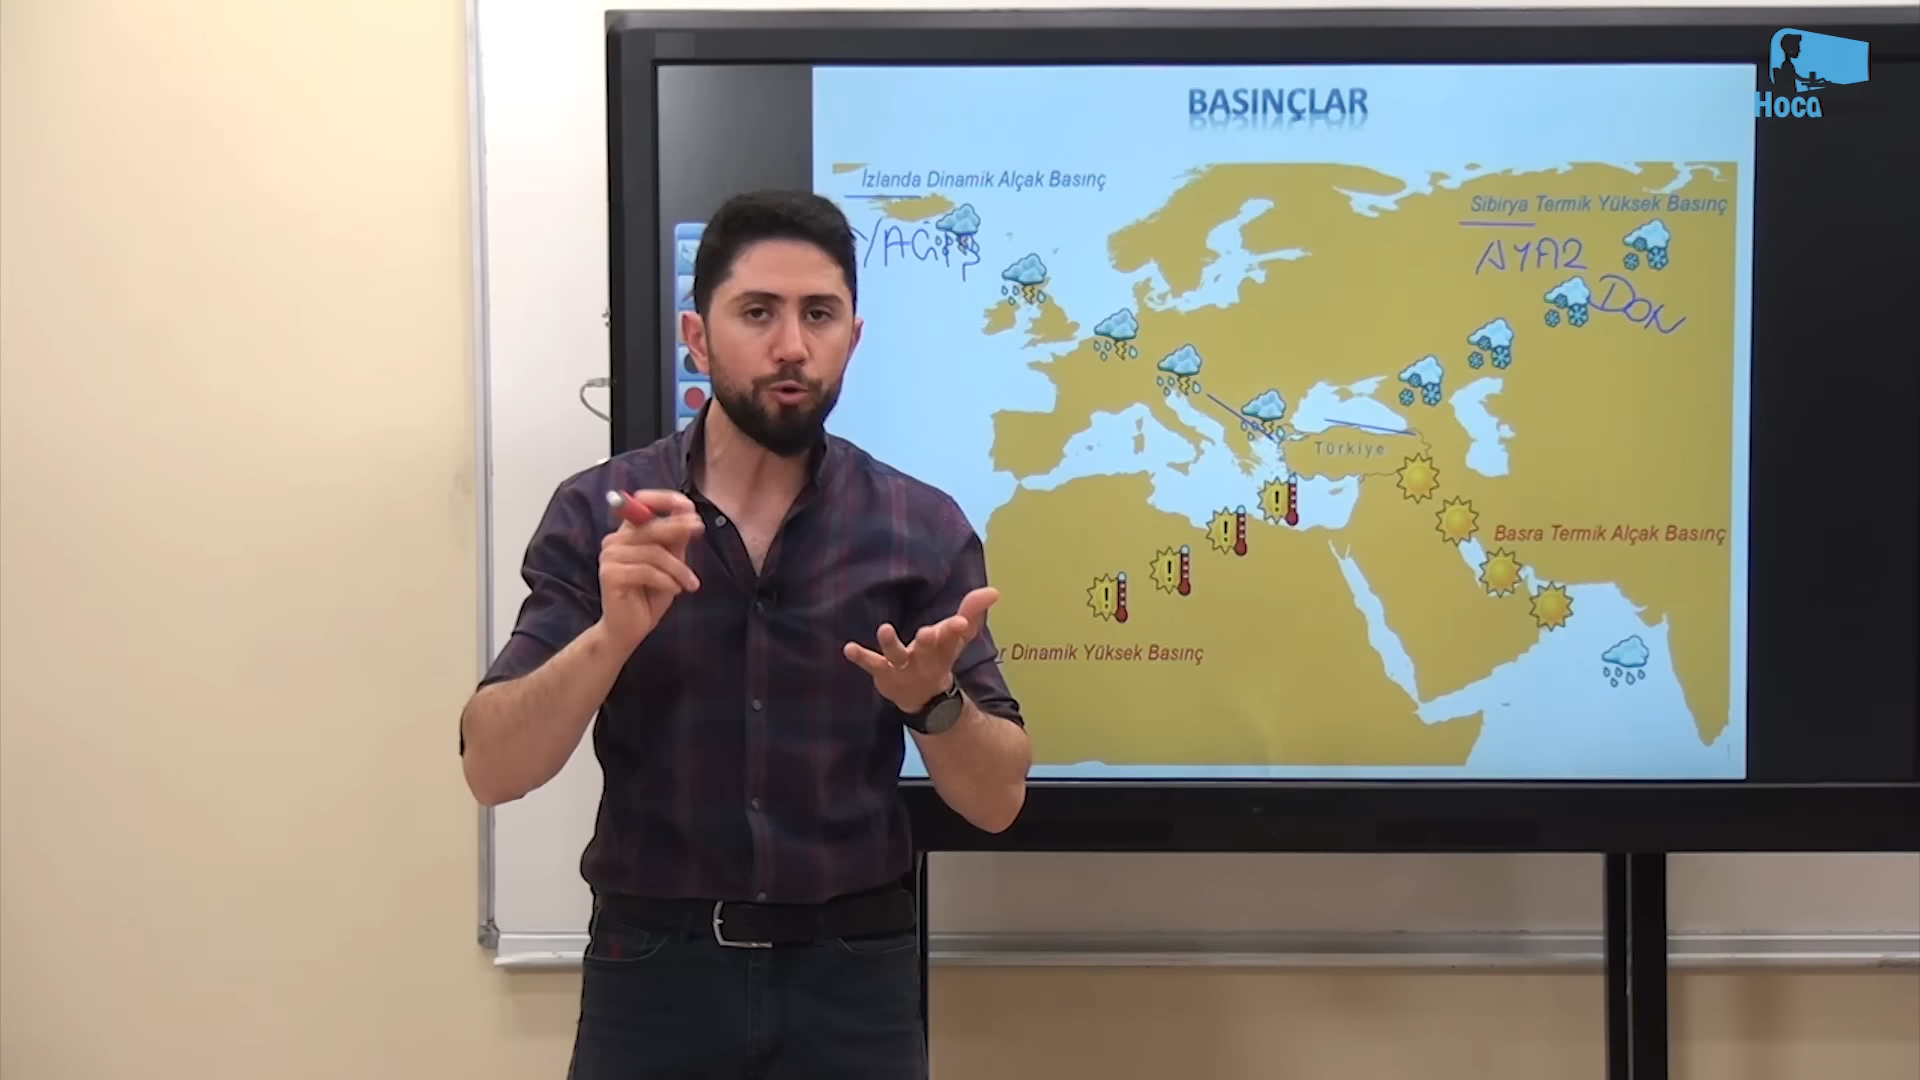 BASINÇLAR
Hoca
İzlanda Dinamik Alçak Basınç
YAĞIŞ
Sibirya Termik Yüksek Basınç
AYAZ
DON
Türkiye
Basra Termik Alçak Basınç
Dinamik Yüksek Basınç